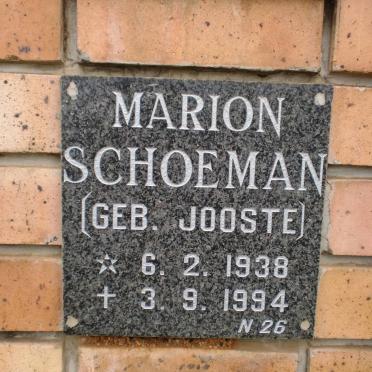 MARION
SCHOEMAN
(GEB. JOOSTE)
☆ 6. 2. 1938
✝ 3. 9. 1994
N 26